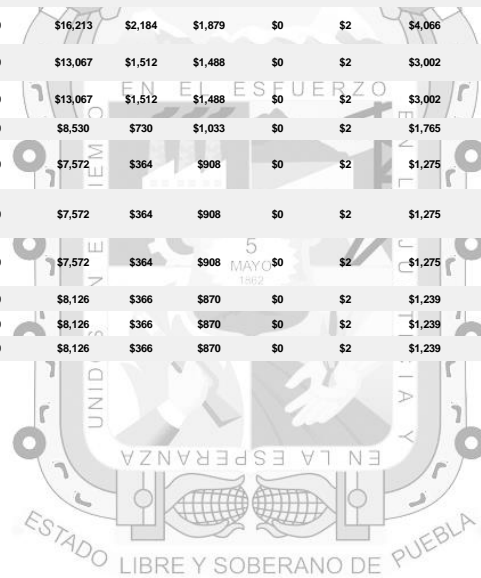 $16,213 $2,184 $1,879 $0 $2 $4,066
$13,067 $1,512 $1,488 $0 $2 $3,002
$13,067 $1,512 $1,488 $0 $2 $3,002
$8,530 $730 $1,033 $0 $2 $1,765
$7,572 $364 $908 $0 $2 $1,275
$7,572 $364 $908 $0 $2 $1,275
$7,572 $364 $908 $0 $2 $1,275
$8,126 $366 $870 $0 $2 $1,239
$8,126 $366 $870 $0 $2 $1,239
$8,126 $366 $870 $0 $2 $1,239
EN EL ESFUERZO
5
MAYO
1862
UNIDOS
EN LA ESPERANZA
ESTADO LIBRE Y SOBERANO DE PUEBLA